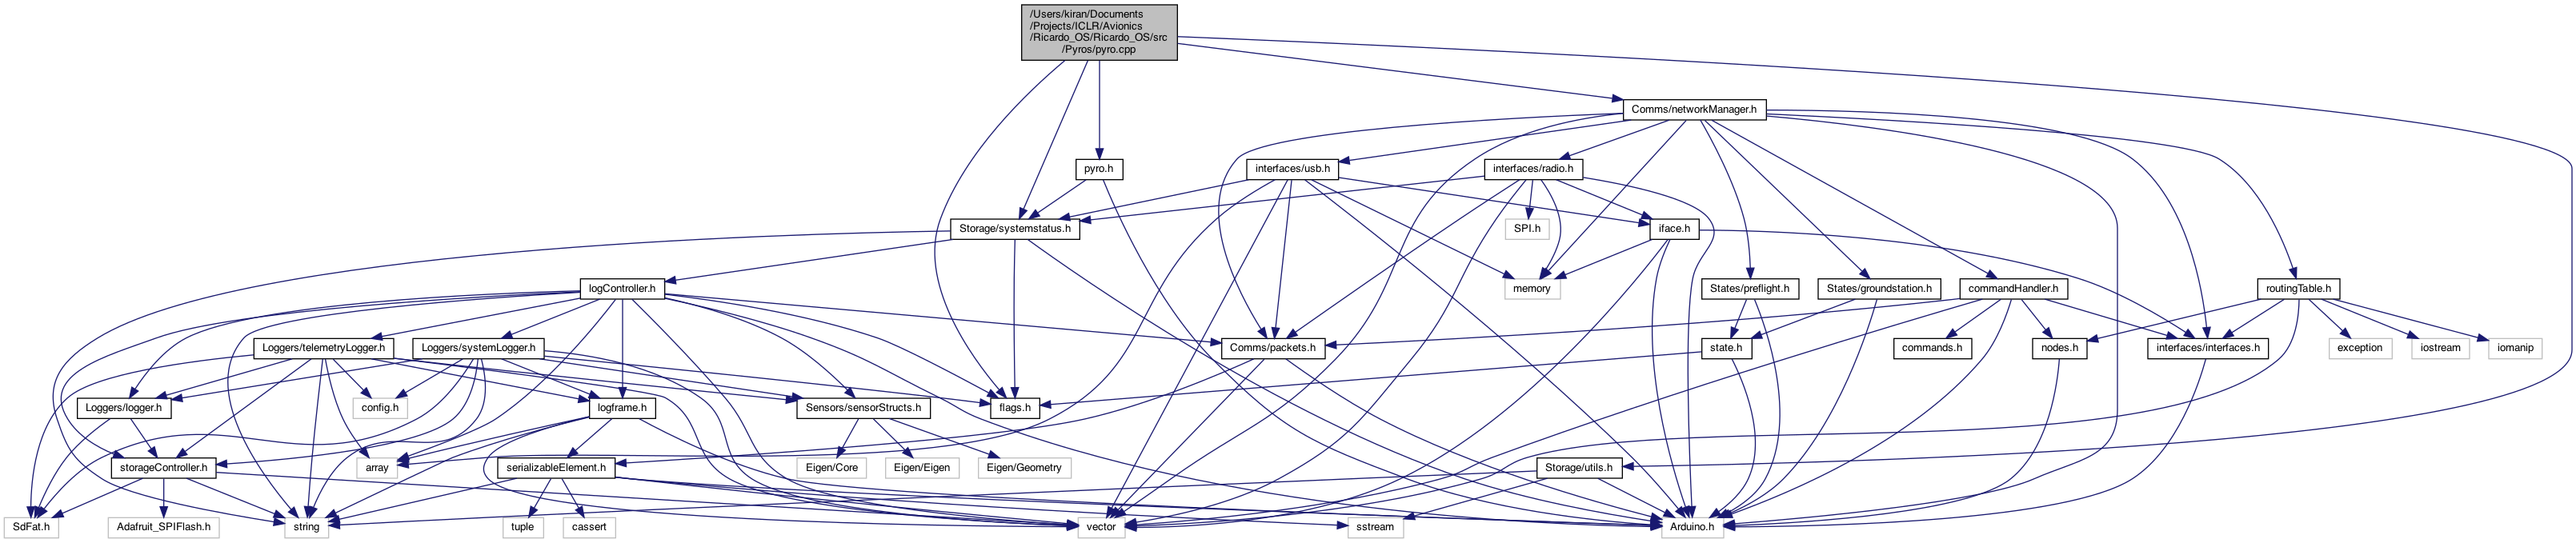 /Users/kiran/Documents
/Projects/ICLR/Avionics
/Ricardo_OS/Ricardo_OS/src
/Pyros/pyro.cpp
Comms/networkManager.h
pyro.h
interfaces/usb.h
interfaces/radio.h
Storage/systemstatus.h
SPI.h
iface.h
logController.h
memory
States/preflight.h
States/groundstation.h
commandHandler.h
routingTable.h
Loggers/telemetryLogger.h
Loggers/systemLogger.h
Comms/packets.h
state.h
commands.h
nodes.h
interfaces/interfaces.h
exception
iostream
iomanip
Loggers/logger.h
config.h
logframe.h
Sensors/sensorStructs.h
flags.h
storageController.h
array
serializableElement.h
Eigen/Core
Eigen/Eigen
Eigen/Geometry
Storage/utils.h
SdFat.h
Adafruit_SPIFlash.h
string
tuple
cassert
vector
sstream
Arduino.h